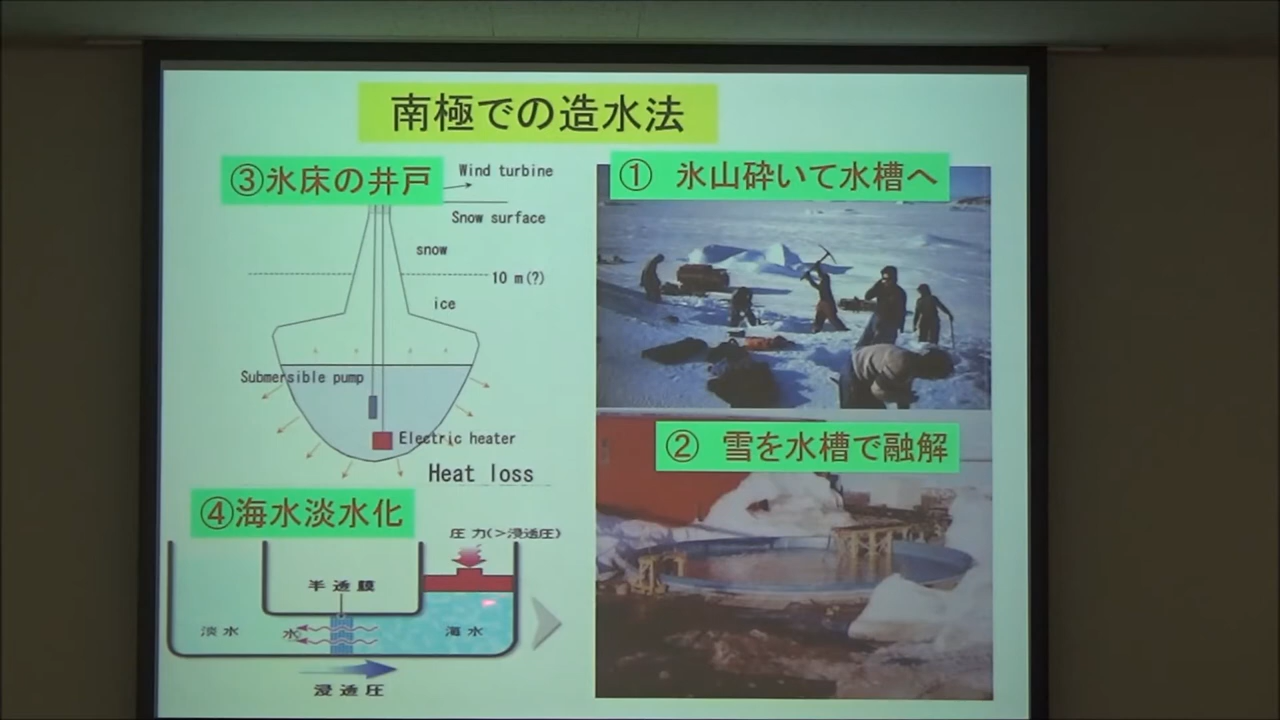 南極での造水法
③氷床の井戸
Wind turbine
Snow surface
snow
10 m(?)
ice
Submersible pump
Electric heater
Heat loss
① 氷山砕いて水槽へ
② 雪を水槽で融解
④海水淡水化
圧力(>浸透圧)
半透膜
淡水
水
海水
浸透圧